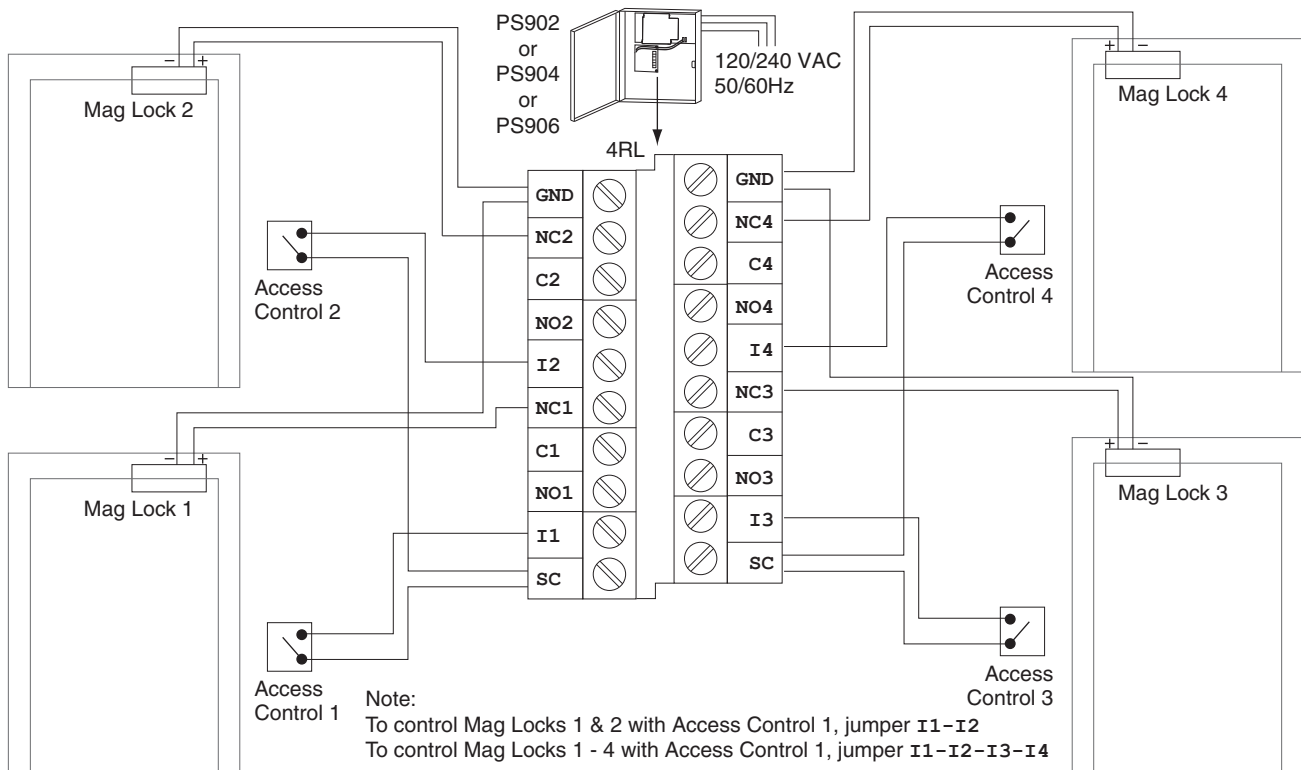 PS902
or
PS904
or
PS906
120/240 VAC
50/60Hz
4RL
− +
Mag Lock 2
+ −
Mag Lock 4
Access
Control 2
Access
Control 4
GND
NC2
C2
NO2
I2
NC1
C1
NO1
I1
SC
GND
NC4
C4
NO4
I4
NC3
C3
NO3
I3
SC
− +
Mag Lock 1
+ −
Mag Lock 3
Access
Control 1
Access
Control 3
Note:
To control Mag Locks 1 & 2 with Access Control 1, jumper I1-I2
To control Mag Locks 1 - 4 with Access Control 1, jumper I1-I2-I3-I4